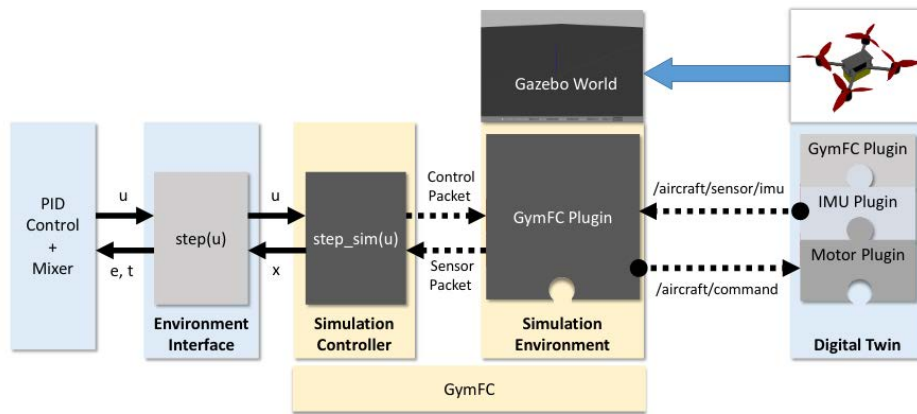 Gazebo World
PID
Control
+
Mixer
u
e, t
step(u)
Environment
Interface
u
x
step_sim(u)
Simulation
Controller
Control
Packet
Sensor
Packet
GymFC Plugin
Simulation
Environment
/aircraft/sensor/imu
/aircraft/command
GymFC Plugin
IMU Plugin
Motor Plugin
Digital Twin
GymFC